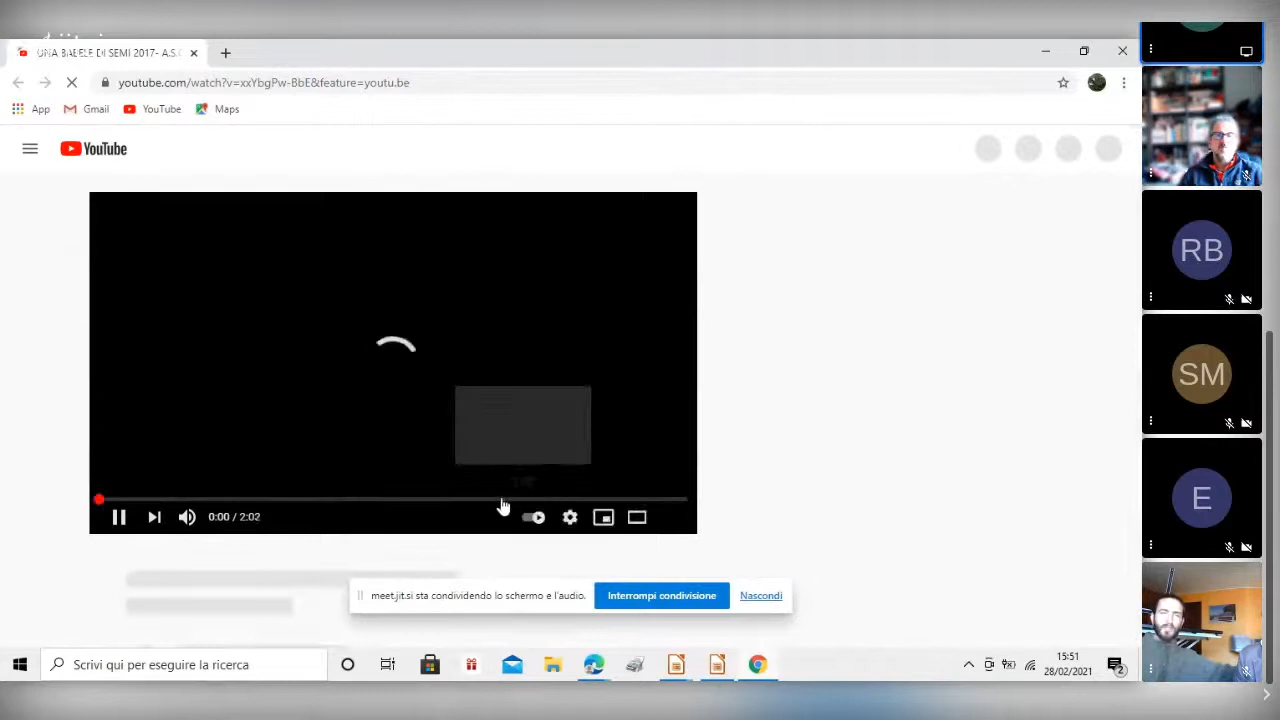 UNA BABELE DI SEMI 2017- A.S.
youtube.com/watch?v=xxYbgPw-BbE&feature=youtu.be
App Gmail YouTube Maps
YouTube
RB
SM
E
0:00 / 2:02
meet.jit.si sta condividendo lo schermo e l'audio. Interrompi condivisione Nascondi
Scrivi qui per eseguire la ricerca
15:51
28/02/2021
2